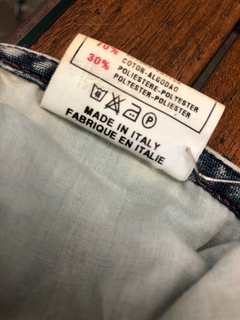 70%
30%
COTON-ALGODAO
POLIESTERE-POLYESTER
POLYESTER-POLIESTER
P
MADE IN ITALY
FABRIQUE EN ITALIE